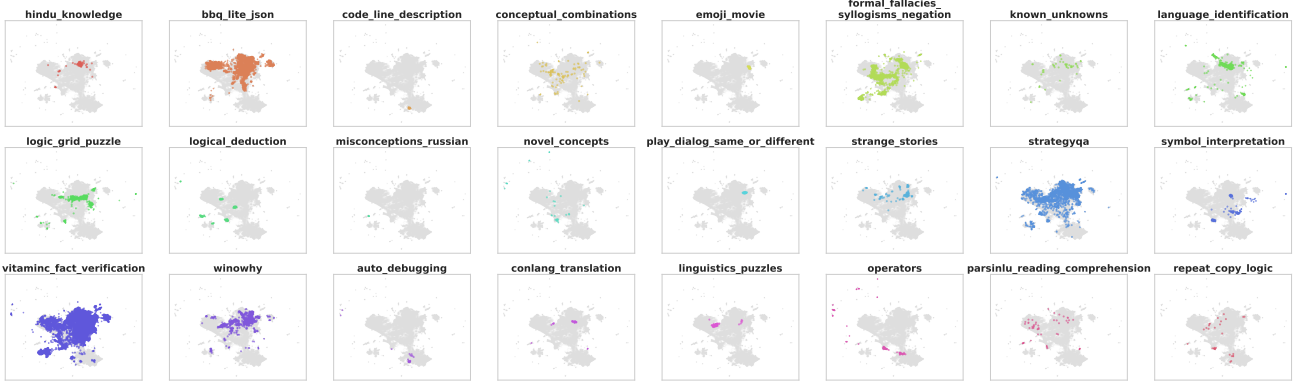 hindu_knowledge
bbq_lite_json
code_line_description
conceptual_combinations
emoji_movie
formal_fallacies_
syllogisms_negation
known_unknowns
language_identification
logic_grid_puzzle
logical_deduction
misconceptions_russian
novel_concepts
play_dialog_same_or_different
strange_stories
strategyqa
symbol_interpretation
vitaminc_fact_verification
winowhy
auto_debugging
conlang_translation
linguistics_puzzles
operators
parsinlu_reading_comprehension
repeat_copy_logic